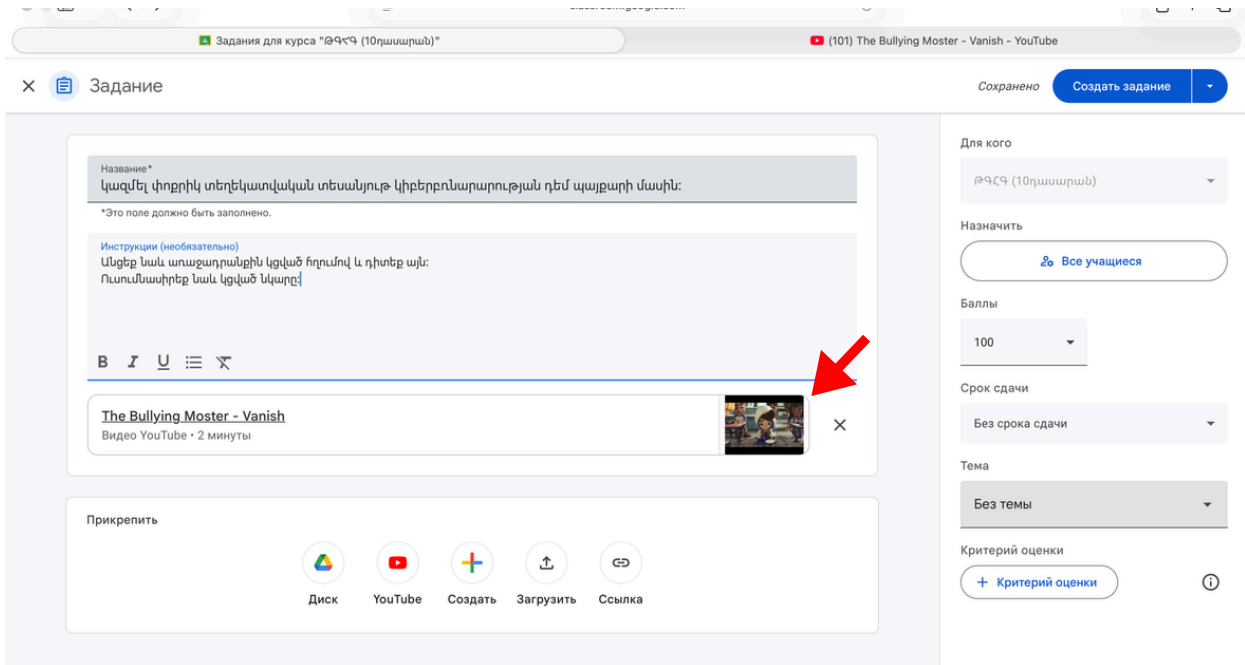 Задания для курса "ԹԳՀԳ (10դասարան)"
(101) The Bullying Moster - Vanish - YouTube
Задание
Сохранено
Создать задание
Название*
կազմել փոքրիկ տեղեկատվական տեսանյութ կիբերբռնարարության դեմ պայքարի մասին:
*Это поле должно быть заполнено.
Инструкции (необязательно)
Անցեք նաև առաջադրանքին կցված հղումով և դիտեք այն:
Ուսումնասիրեք նաև կցված նկարը:
B I U
The Bullying Moster - Vanish
Видео YouTube • 2 минуты
Прикрепить
Диск
YouTube
Создать
Загрузить
Ссылка
Для кого
ԹԳՀԳ (10դասարան)
Назначить
Все учащиеся
Баллы
100
Срок сдачи
Без срока сдачи
Тема
Без темы
Критерий оценки
+ Критерий оценки